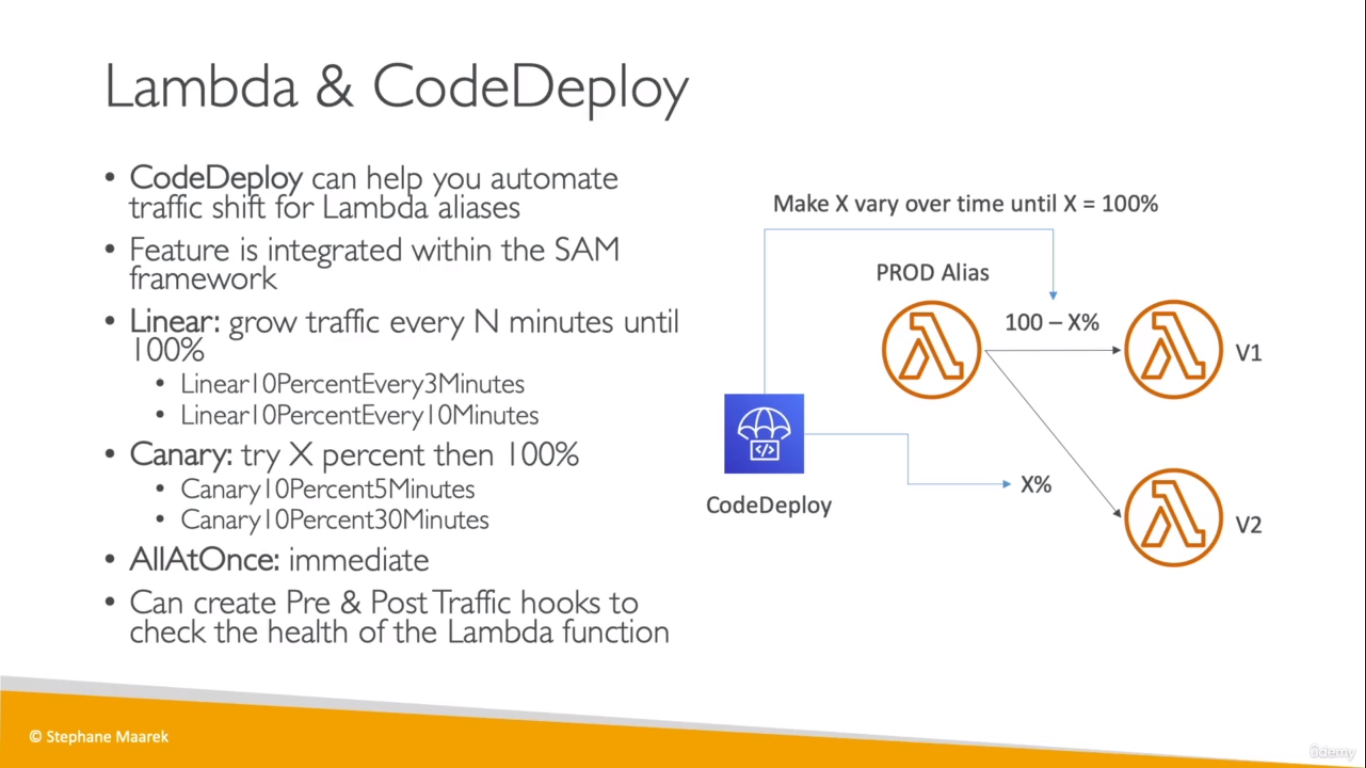 Lambda & CodeDeploy
• CodeDeploy can help you automate
traffic shift for Lambda aliases
• Feature is integrated within the SAM
framework
• Linear: grow traffic every N minutes until
100%
• Linear10PercentEvery3Minutes
• Linear10PercentEvery10Minutes
• Canary: try X percent then 100%
• Canary10Percent5Minutes
• Canary10Percent30Minutes
• AllAtOnce: immediate
• Can create Pre & Post Traffic hooks to
check the health of the Lambda function
Make X vary over time until X = 100%
PROD Alias
100 – X%
V1
</>
CodeDeploy
X%
V2
© Stephane Maarek
ûdemy